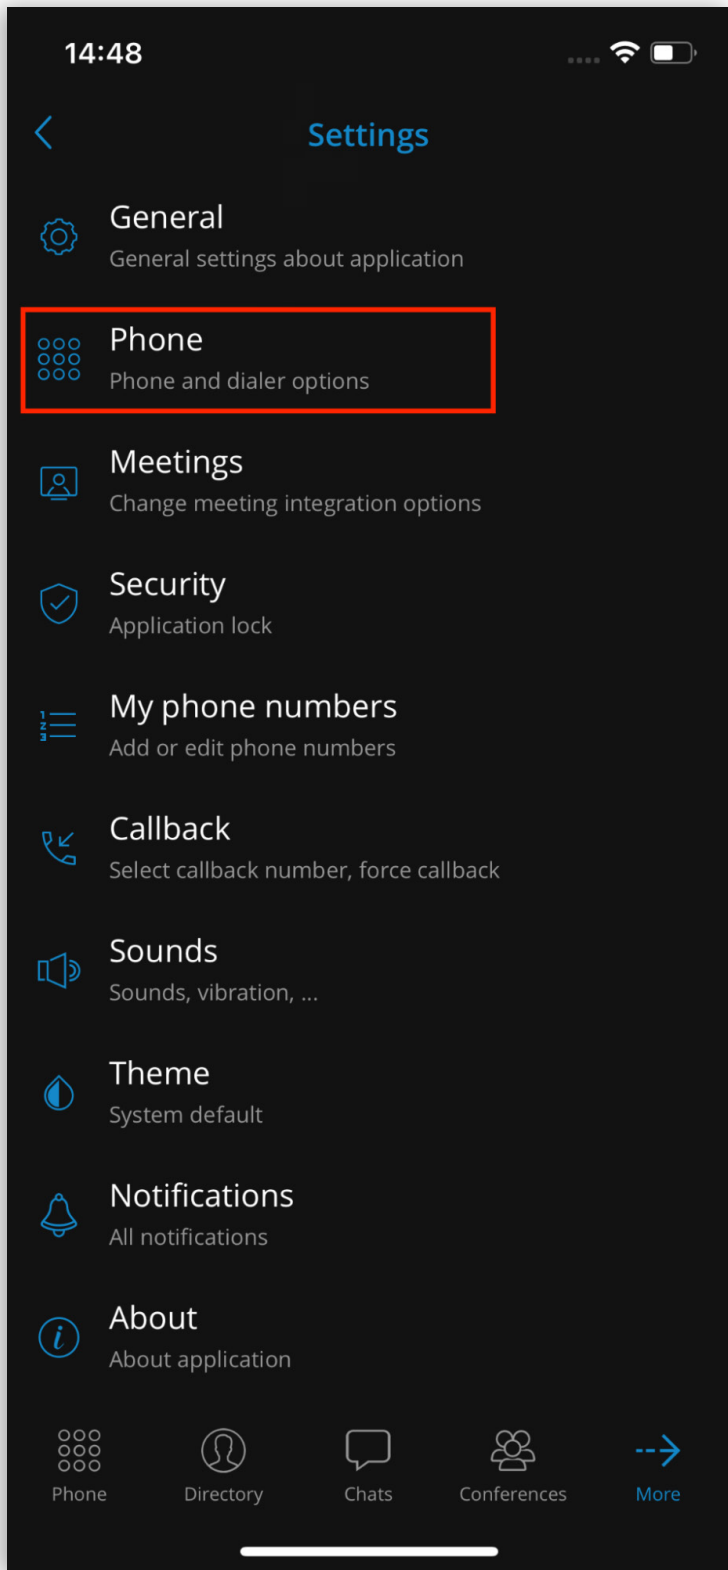 14:48
Settings
General
General settings about application
Phone
Phone and dialer options
Meetings
Change meeting integration options
Security
Application lock
My phone numbers
Add or edit phone numbers
Callback
Select callback number, force callback
Sounds
Sounds, vibration, ...
Theme
System default
Notifications
All notifications
About
About application
Phone
Directory
Chats
Conferences
More